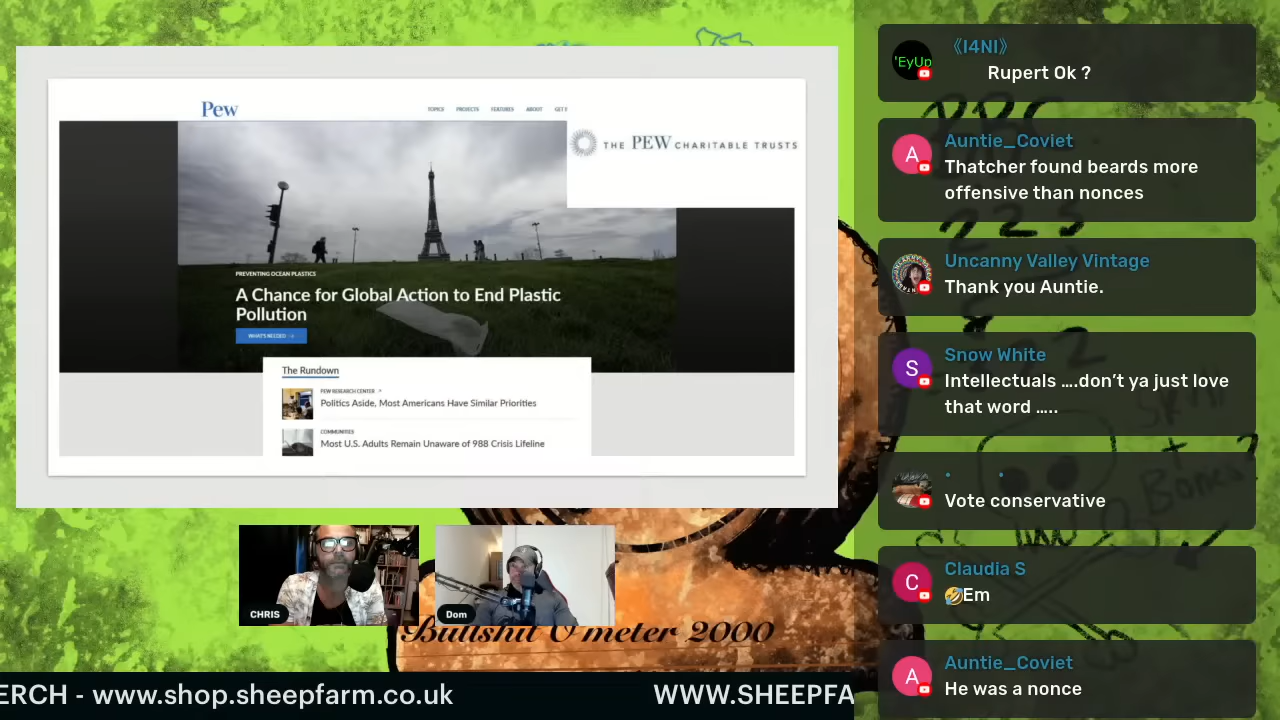 Pew
TOPICS PROJECTS FEATURES ABOUT GET I
THE PEW CHARITABLE TRUSTS
PREVENTING OCEAN PLASTICS
A Chance for Global Action to End Plastic
Pollution
WHAT'S NEEDED
The Rundown
PEW RESEARCH CENTER
Politics Aside, Most Americans Have Similar Priorities
COMMUNITIES
Most U.S. Adults Remain Unaware of 988 Crisis Lifeline
CHRIS
Dom
Bullshit O meter 2000
ERCH - www.shop.sheepfarm.co.uk
WWW.SHEEPFA
'EyUp
《I4NI》
Rupert Ok ?
A
Auntie_Coviet
Thatcher found beards more
offensive than nonces
Uncanny Valley Vintage
Thank you Auntie.
S
Snow White
Intellectuals ....don't ya just love
that word .....
Vote conservative
C
Claudia S
🤣Em
A
Auntie_Coviet
He was a nonce
225
Bones